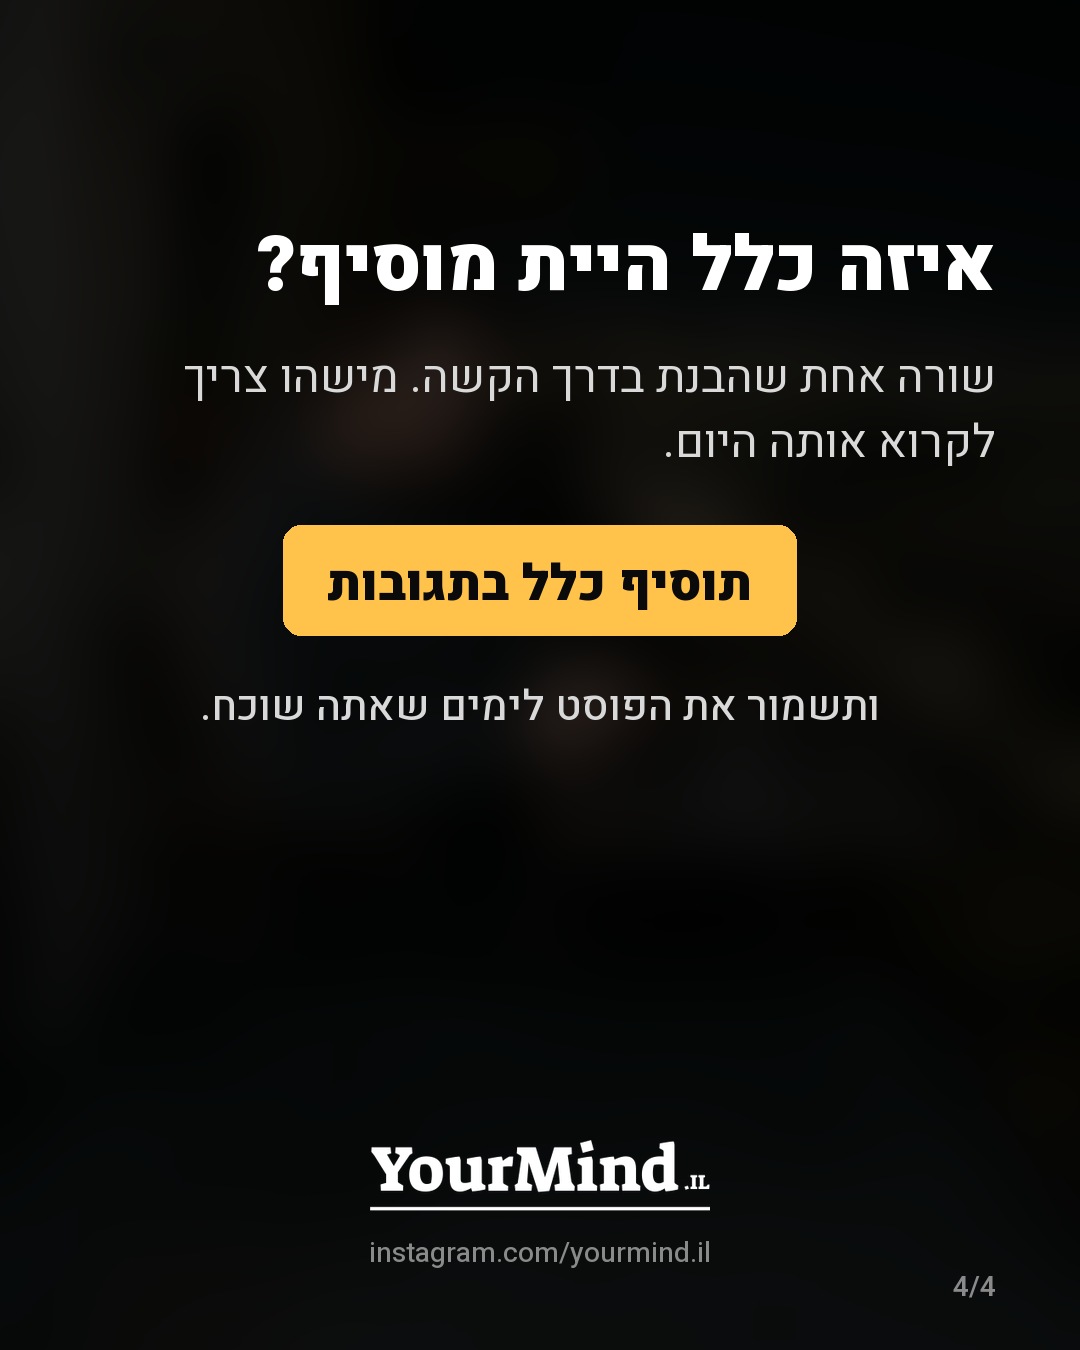 איזה כלל היית מוסיף?
שורה אחת שהבנת בדרך הקשה. מישהו צריך
לקרוא אותה היום.
תוסיף כלל בתגובות
ותשמור את הפוסט לימים שאתה שוכח.
YourMind.IL
instagram.com/yourmind.il
4/4